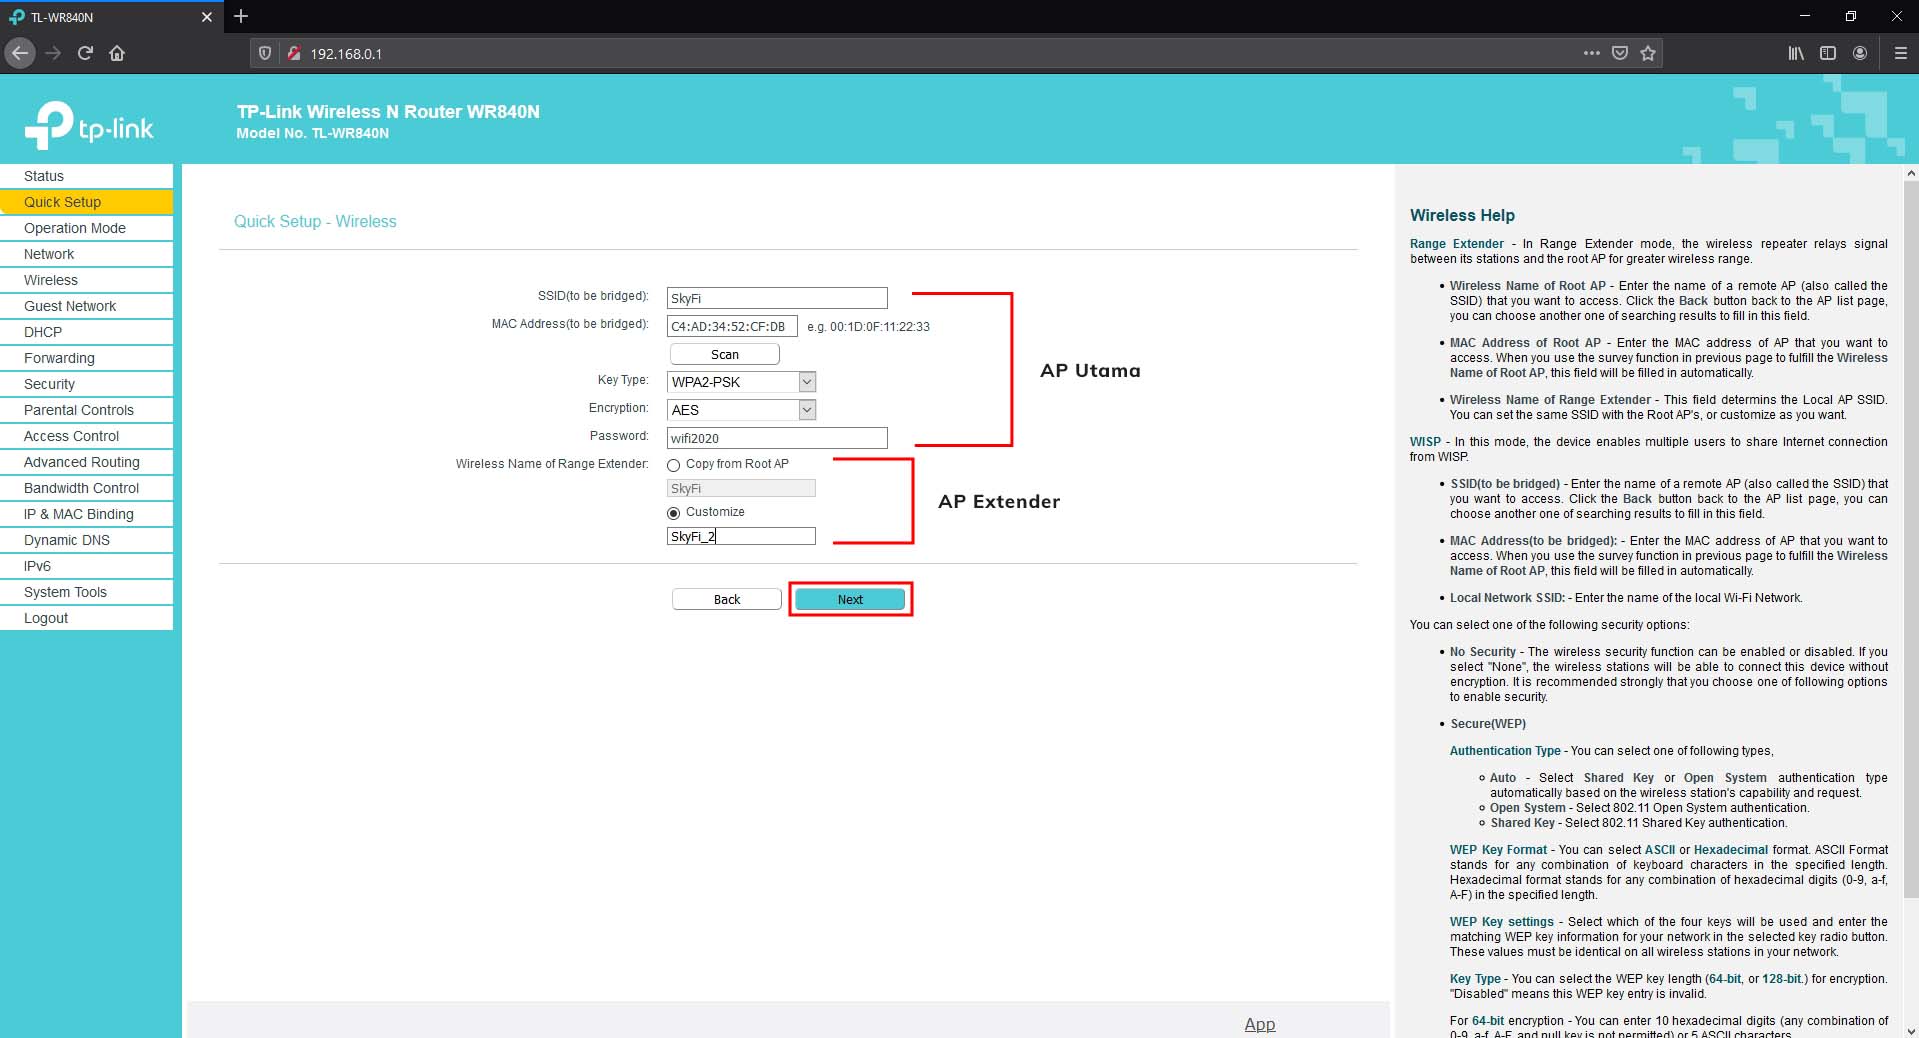 TL-WR840N
192.168.0.1
tp-link
TP-Link Wireless N Router WR840N
Model No. TL-WR840N
Status
Quick Setup
Operation Mode
Network
Wireless
Guest Network
DHCP
Forwarding
Security
Parental Controls
Access Control
Advanced Routing
Bandwidth Control
IP & MAC Binding
Dynamic DNS
IPv6
System Tools
Logout
Quick Setup - Wireless
SSID(to be bridged): SkyFi
MAC Address(to be bridged): C4:AD:34:52:CF:DB e.g. 00:1D:0F:11:22:33
Scan
Key Type: WPA2-PSK
Encryption: AES
Password: wifi2020
Wireless Name of Range Extender: Copy from Root AP
SkyFi
Customize
SkyFi_2
AP Utama
AP Extender
Back Next
App
Wireless Help
Range Extender - In Range Extender mode, the wireless repeater relays signal
between its stations and the root AP for greater wireless range.
• Wireless Name of Root AP - Enter the name of a remote AP (also called the
SSID) that you want to access. Click the Back button back to the AP list page,
you can choose another one of searching results to fill in this field.
• MAC Address of Root AP - Enter the MAC address of AP that you want to
access. When you use the survey function in previous page to fulfill the Wireless
Name of Root AP, this field will be filled in automatically.
• Wireless Name of Range Extender - This field determins the Local AP SSID.
You can set the same SSID with the Root AP's, or customize as you want.
WISP - In this mode, the device enables multiple users to share Internet connection
from WISP.
• SSID(to be bridged) - Enter the name of a remote AP (also called the SSID) that
you want to access. Click the Back button back to the AP list page, you can
choose another one of searching results to fill in this field.
• MAC Address(to be bridged): - Enter the MAC address of AP that you want to
access. When you use the survey function in previous page to fulfill the Wireless
Name of Root AP, this field will be filled in automatically.
• Local Network SSID: - Enter the name of the local Wi-Fi Network.
You can select one of the following security options:
• No Security - The wireless security function can be enabled or disabled. If you
select "None", the wireless stations will be able to connect this device without
encryption. It is recommended strongly that you choose one of following options
to enable security.
• Secure(WEP)
Authentication Type - You can select one of following types,
Auto - Select Shared Key or Open System authentication type
automatically based on the wireless station's capability and request.
Open System - Select 802.11 Open System authentication.
Shared Key - Select 802.11 Shared Key authentication.
WEP Key Format - You can select ASCII or Hexadecimal format. ASCII Format
stands for any combination of keyboard characters in the specified length.
Hexadecimal format stands for any combination of hexadecimal digits (0-9, a-f,
A-F) in the specified length.
WEP Key settings - Select which of the four keys will be used and enter the
matching WEP key information for your network in the selected key radio button.
These values must be identical on all wireless stations in your network.
Key Type - You can select the WEP key length (64-bit, or 128-bit.) for encryption.
"Disabled" means this WEP key entry is invalid.
For 64-bit encryption - You can enter 10 hexadecimal digits (any combination of
0-9, a-f, A-F, and null key is not permitted) or 5 ASCII characters.